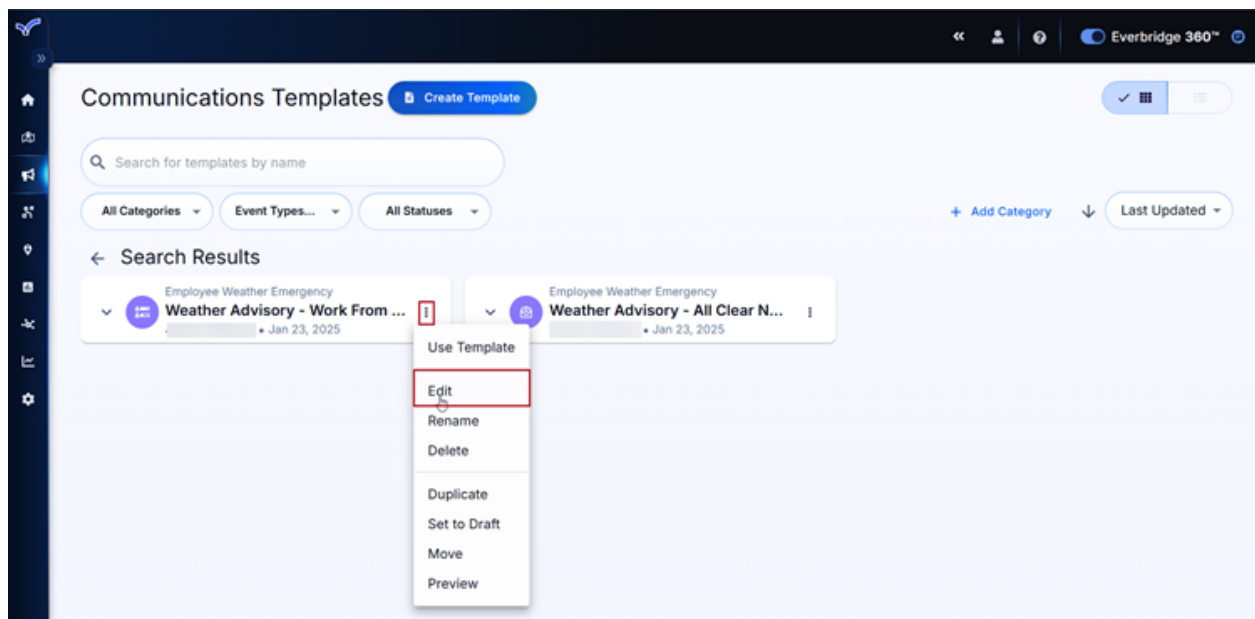 Everbridge 360™
Communications Templates
Create Template
Search for templates by name
All Categories
Event Types...
All Statuses
+ Add Category
Last Updated
Search Results
Employee Weather Emergency
Weather Advisory - Work From ...
• Jan 23, 2025
Employee Weather Emergency
Weather Advisory - All Clear N...
• Jan 23, 2025
Use Template
Edit
Rename
Delete
Duplicate
Set to Draft
Move
Preview